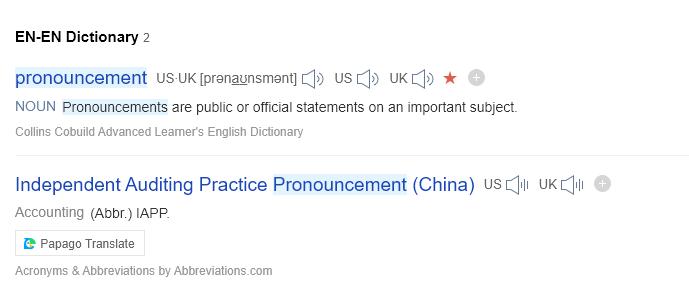 EN-EN Dictionary 2
pronouncement US·UK [prənaʊnsmənt] US UK
NOUN Pronouncements are public or official statements on an important subject.
Collins Cobuild Advanced Learner's English Dictionary
Independent Auditing Practice Pronouncement (China) US UK
Accounting (Abbr.) IAPP.
Papago Translate
Acronyms & Abbreviations by Abbreviations.com